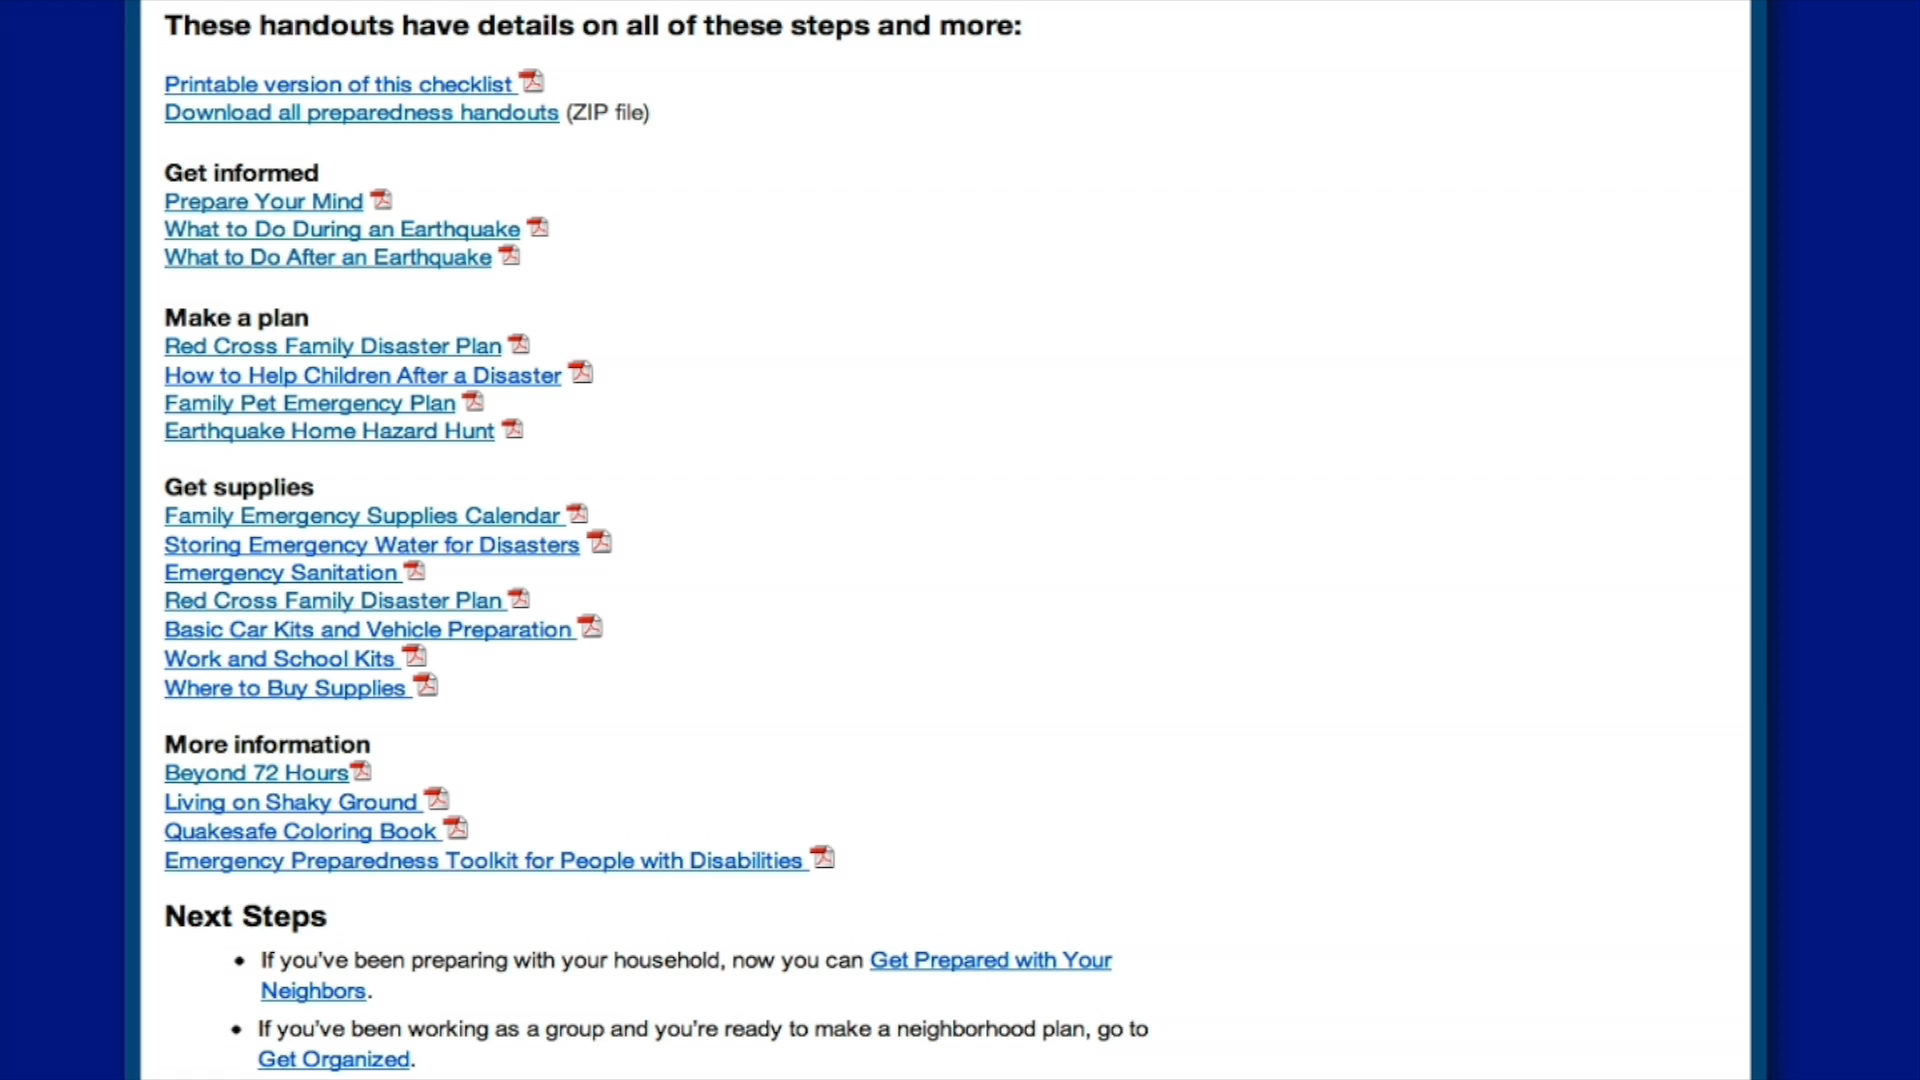 These handouts have details on all of these steps and more:
Printable version of this checklist
Download all preparedness handouts (ZIP file)
Get informed
Prepare Your Mind
What to Do During an Earthquake
What to Do After an Earthquake
Make a plan
Red Cross Family Disaster Plan
How to Help Children After a Disaster
Family Pet Emergency Plan
Earthquake Home Hazard Hunt
Get supplies
Family Emergency Supplies Calendar
Storing Emergency Water for Disasters
Emergency Sanitation
Red Cross Family Disaster Plan
Basic Car Kits and Vehicle Preparation
Work and School Kits
Where to Buy Supplies
More information
Beyond 72 Hours
Living on Shaky Ground
Quakesafe Coloring Book
Emergency Preparedness Toolkit for People with Disabilities
Next Steps
• If you've been preparing with your household, now you can Get Prepared with Your
Neighbors.
• If you've been working as a group and you're ready to make a neighborhood plan, go to
Get Organized.